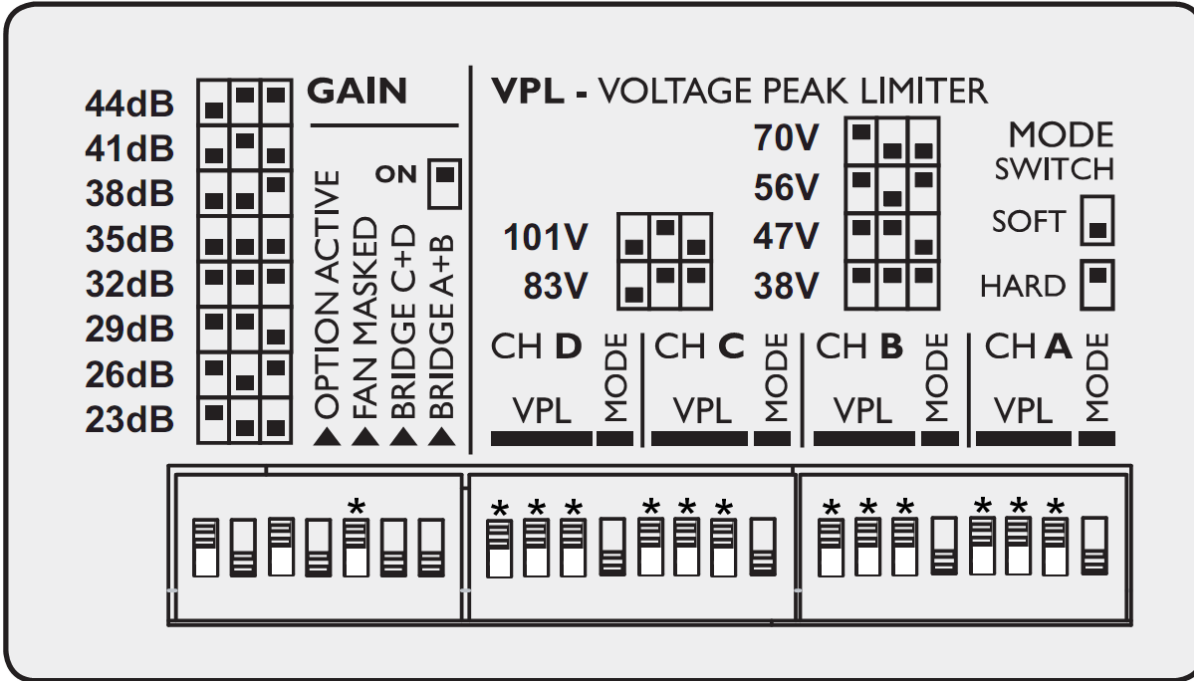 GAIN
44dB
41dB
38dB
35dB
32dB
29dB
26dB
23dB
ON
OPTION ACTIVE
FAN MASKED
BRIDGE C+D
BRIDGE A+B
VPL - VOLTAGE PEAK LIMITER
101V
83V
70V
56V
47V
38V
MODE
SWITCH
SOFT
HARD
CH D
VPL
MODE
CH C
VPL
MODE
CH B
VPL
MODE
CH A
VPL
MODE
* * * * * * * * * * * * *